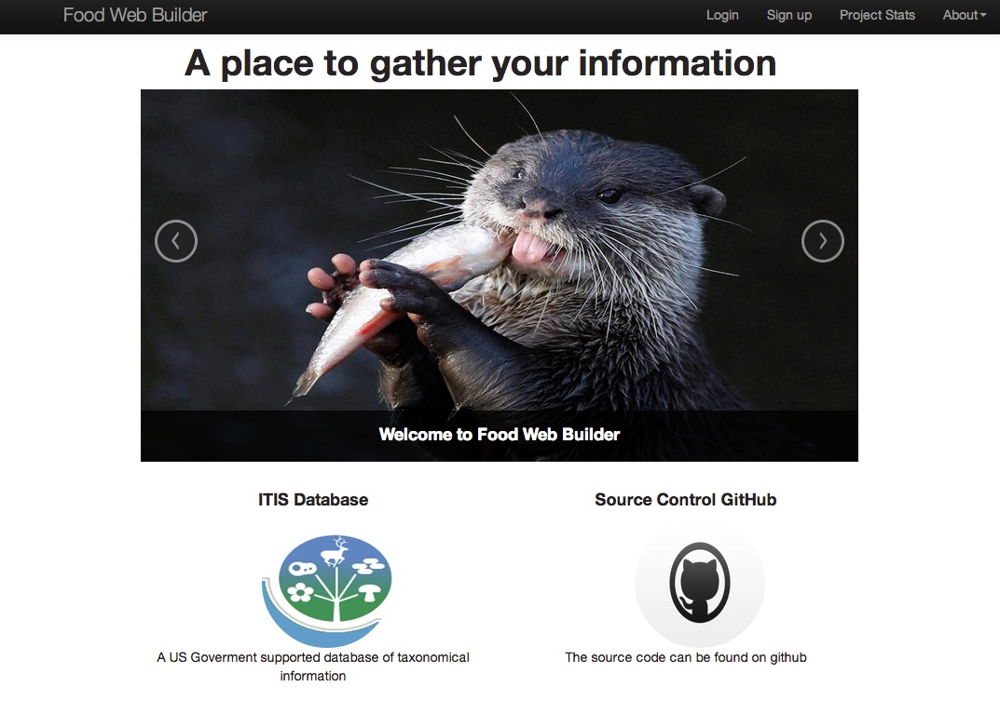 Food Web Builder
Login Sign up Project Stats About
A place to gather your information
Welcome to Food Web Builder
ITIS Database
Source Control GitHub
A US Goverment supported database of taxonomical
information
The source code can be found on github